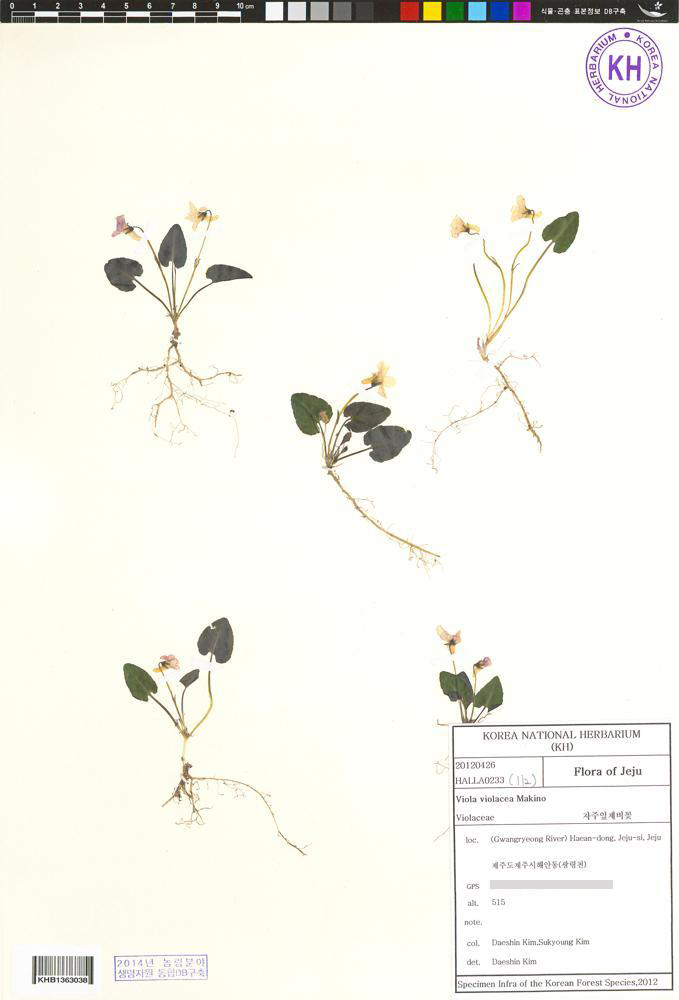 0 1 2 3 4 5 6 7 8 9 10 cm
식물·곤충 표본정보 DB구축
HERBARIUM • KOREA NATIONAL
KH
KOREA NATIONAL HERBARIUM
(KH)
20120426
HALLA0233 (1/2)
Flora of Jeju
Viola violacea Makino
Violaceae 자주잎제비꽃
loc. (Gwangryeong River) Haean-dong, Jeju-si, Jeju
제주도제주시해안동(광령천)
GPS
alt. 515
note.
col. Daeshin Kim,Sukyoung Kim
det. Daeshin Kim
Specimen Infra of the Korean Forest Species,2012
KHB1363038
2014년 농림분야
생명자원 통합DB구축